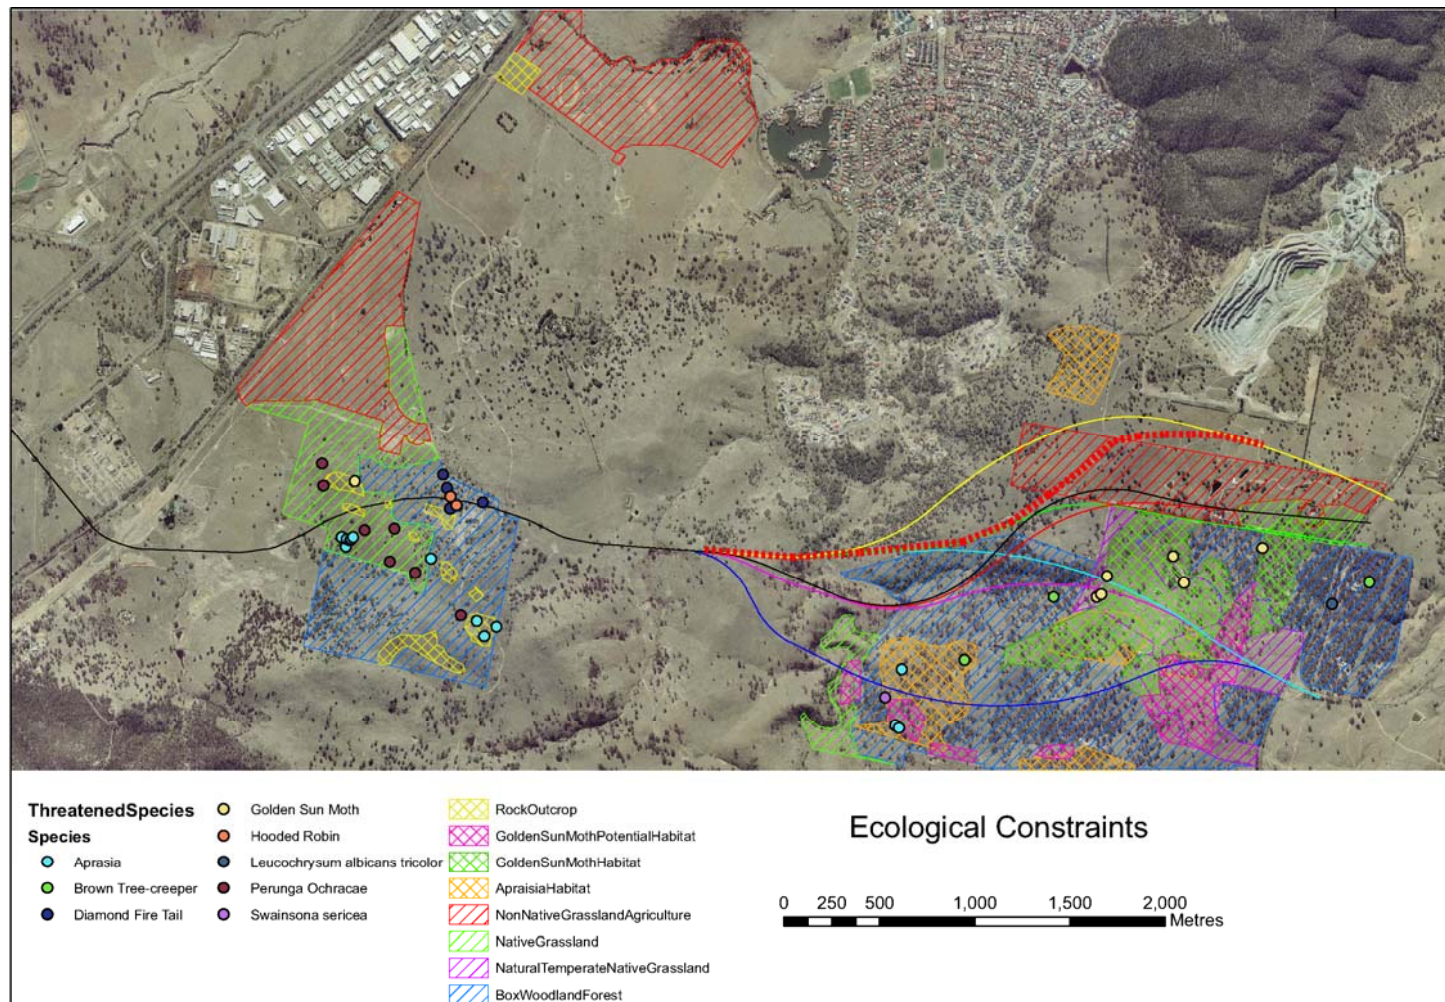 ThreatenedSpecies
Species
Aprasia
Brown Tree-creeper
Diamond Fire Tail
Golden Sun Moth
Hooded Robin
Leucochrysum albicans tricolor
Perunga Ochracae
Swainsona sericea
RockOutcrop
GoldenSunMothPotentialHabitat
GoldenSunMothHabitat
ApraisiaHabitat
NonNativeGrasslandAgriculture
NativeGrassland
NaturalTemperateNativeGrassland
BoxWoodlandForest
Ecological Constraints
0 250 500 1,000 1,500 2,000
Metres